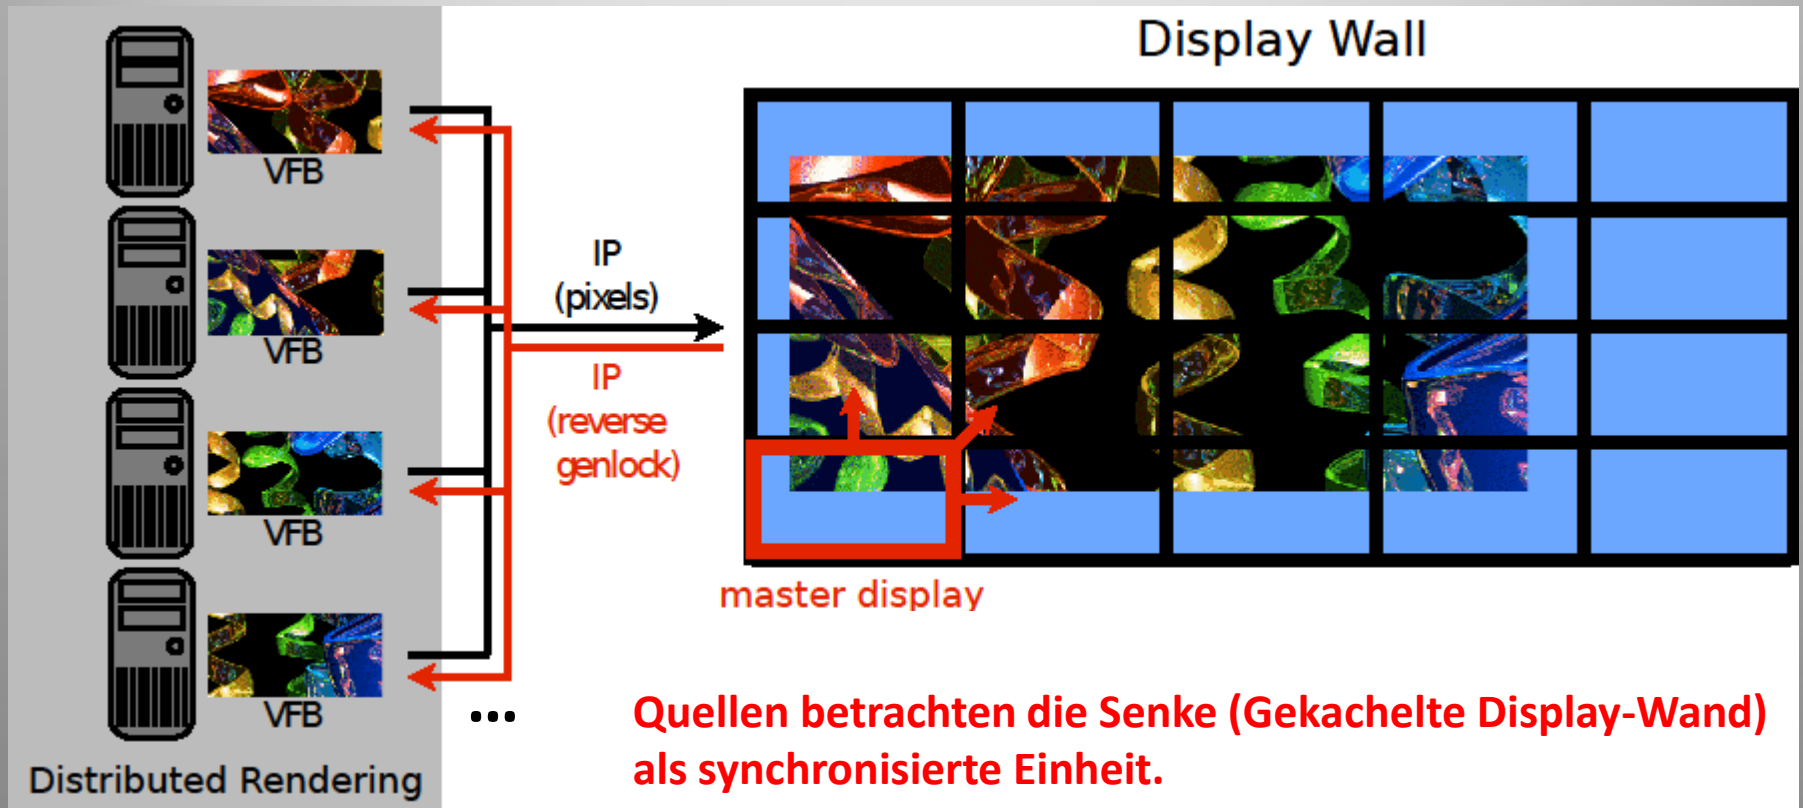 Display Wall
VFB
VFB
VFB
VFB
Distributed Rendering
IP
(pixels)
IP
(reverse
genlock)
master display
...
Quellen betrachten die Senke (Gekachelte Display-Wand)
als synchronisierte Einheit.